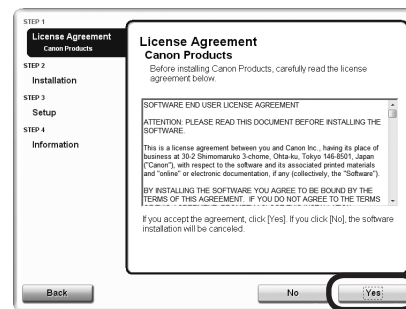 STEP 1
License Agreement
Canon Products
STEP 2
Installation
STEP 3
Setup
STEP 4
Information
License Agreement
Canon Products
Before installing Canon Products, carefully read the license
agreement below.
SOFTWARE END USER LICENSE AGREEMENT
ATTENTION: PLEASE READ THIS DOCUMENT BEFORE INSTALLING THE
SOFTWARE.
This is a license agreement between you and Canon Inc., having its place of
business at 30-2 Shimomaruko 3-chome, Ohta-ku, Tokyo 146-8501, Japan
("Canon"), with respect to the software and its associated printed materials
and "online" or electronic documentation, if any (collectively, the "Software").
BY INSTALLING THE SOFTWARE YOU AGREE TO BE BOUND BY THE
TERMS OF THIS AGREEMENT. IF YOU DO NOT AGREE TO THE TERMS
If you accept the agreement, click [Yes]. If you click [No], the software
installation will be canceled.
Back
No
Yes